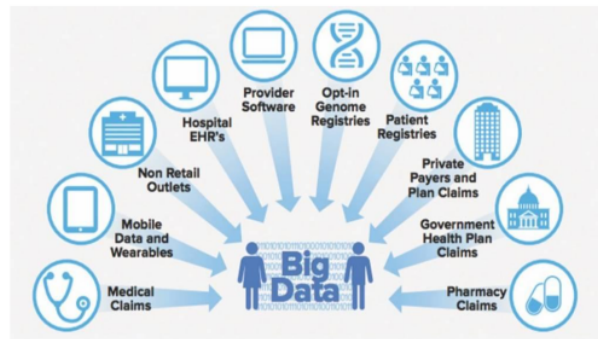 Provider
Software
Opt-in
Genome
Registries
Hospital
EHR's
Patient
Registries
Non Retail
Outlets
Private
Payers and
Plan Claims
Mobile
Data and
Wearables
Government
Health Plan
Claims
Medical
Claims
Big
Data
Pharmacy
Claims